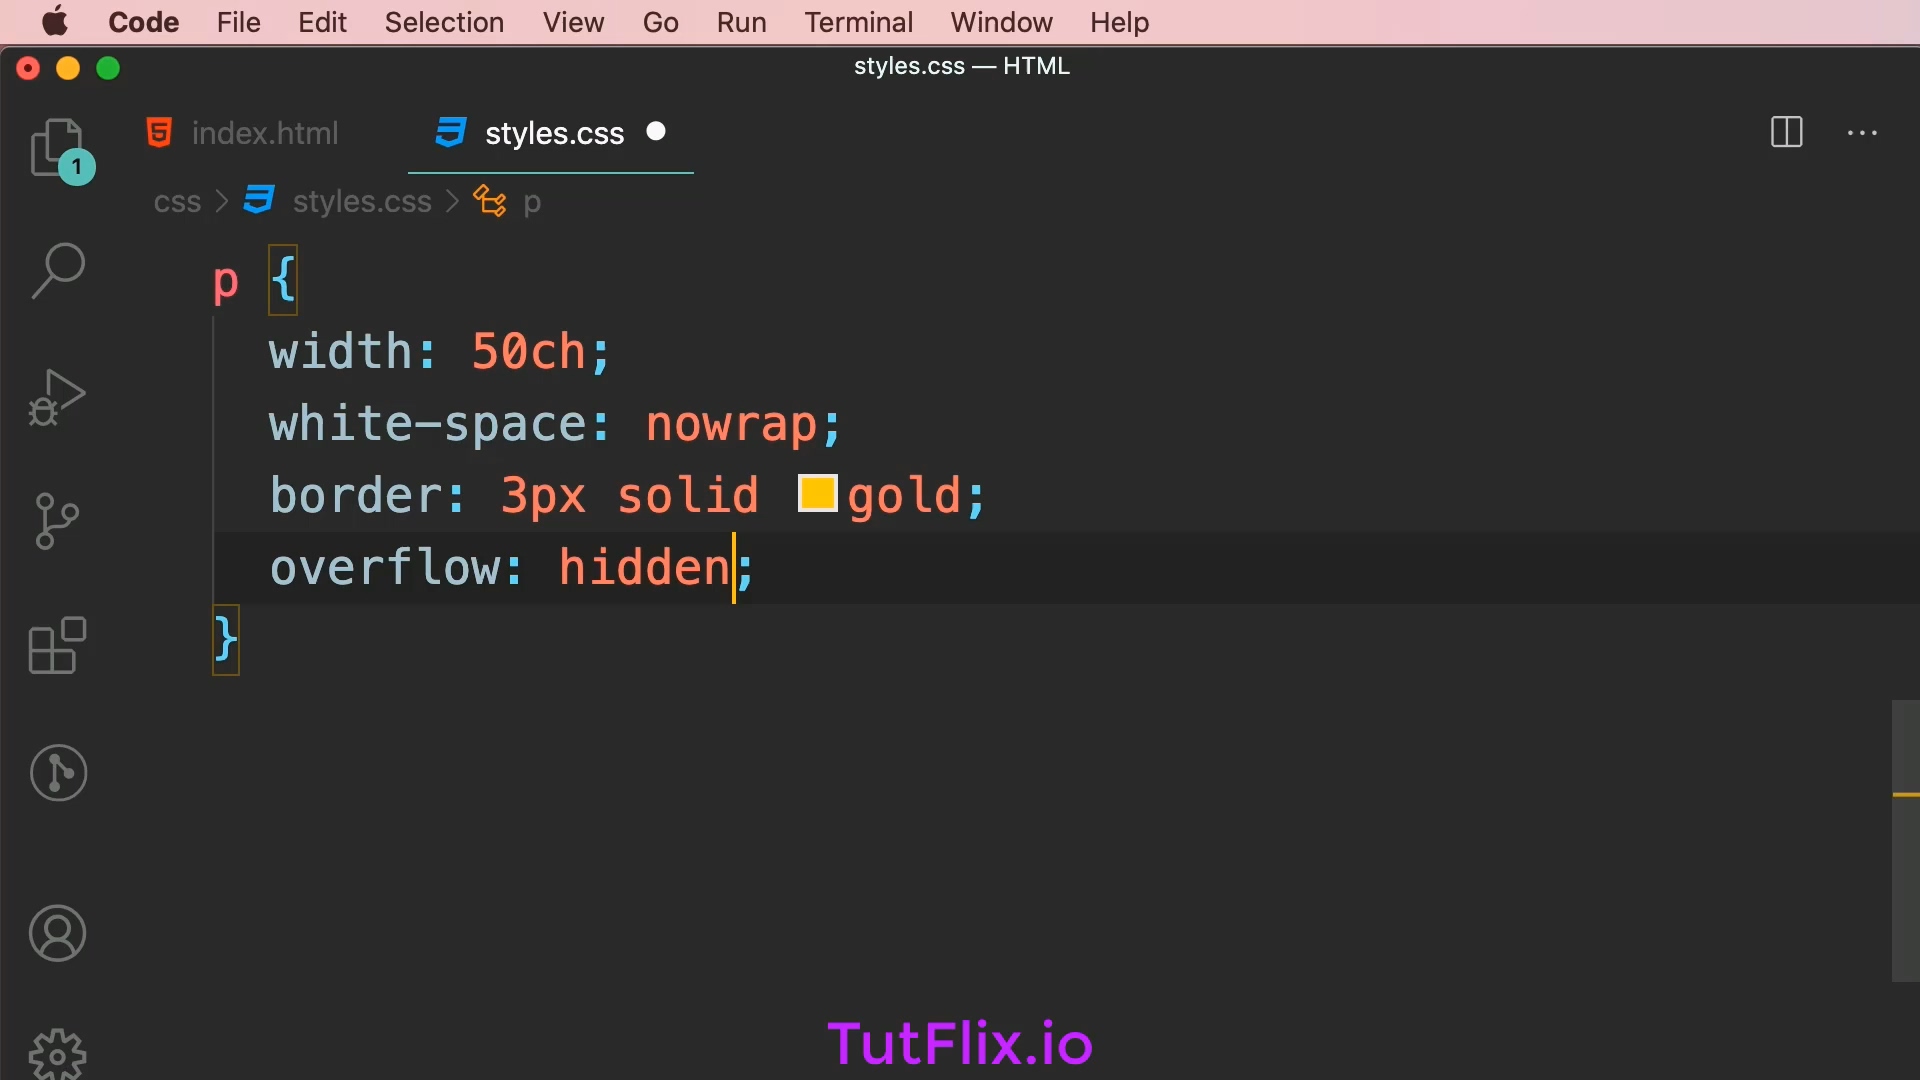 Code File Edit Selection View Go Run Terminal Window Help
styles.css — HTML
index.html styles.css
1
css > styles.css > p
p {
width: 50ch;
white-space: nowrap;
border: 3px solid gold;
overflow: hidden;
}
TutFlix.io